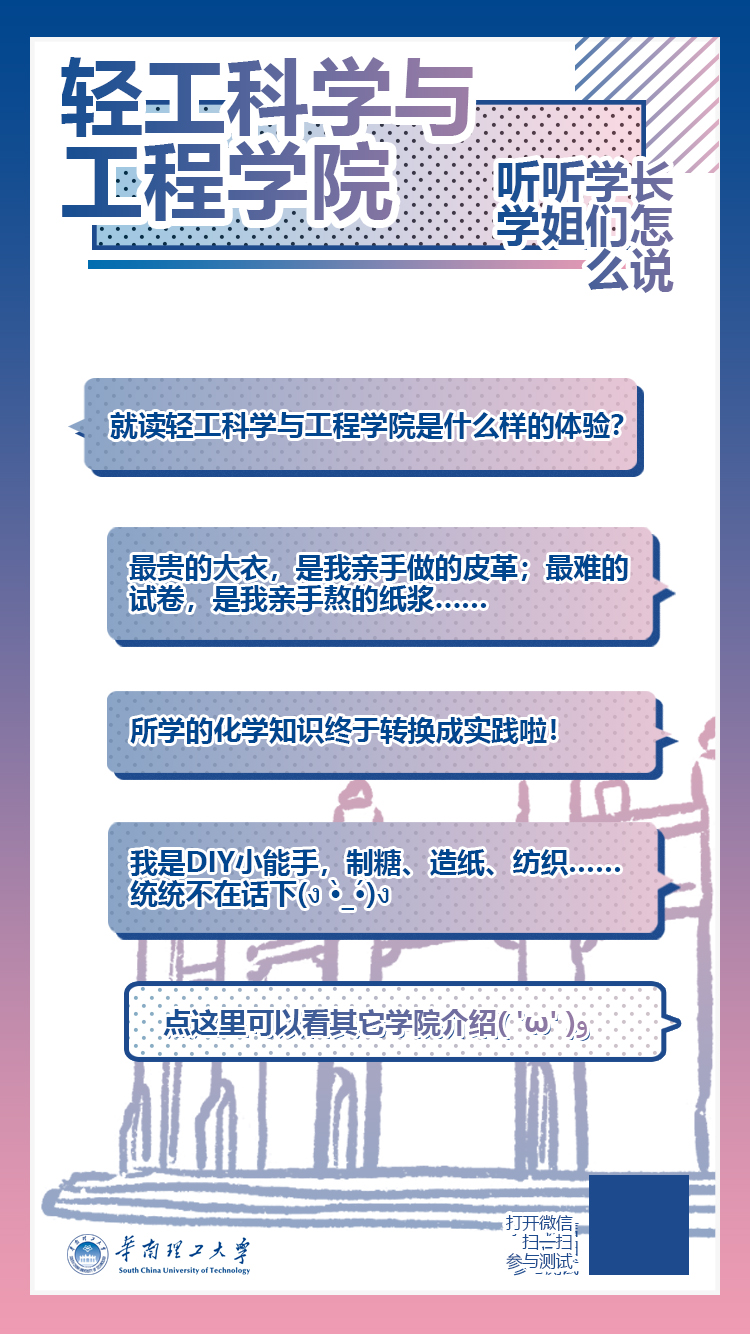 轻工科学与
工程学院
听听学长
学姐们怎
么说
就读轻工科学与工程学院是什么样的体验？
最贵的大衣，是我亲手做的皮革；最难的
试卷，是我亲手熬的纸浆……
所学的化学知识终于转换成实践啦！
我是DIY小能手，制糖、造纸、纺织……
统统不在话下(ง •̀_•́)ง
点这里可以看其它学院介绍( 'ω' )و
打开微信
扫一扫
参与测试
華南理工大學
South China University of Technology